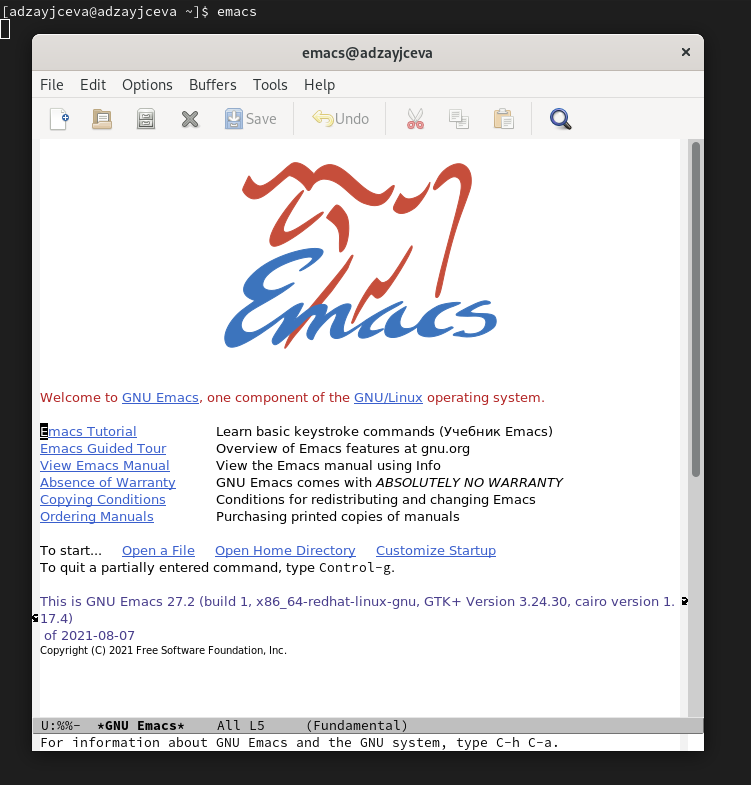 [adzayjceva@adzayjceva ~]$ emacs
emacs@adzayjceva ×
File Edit Options Buffers Tools Help
Save Undo
Emacs
Welcome to GNU Emacs, one component of the GNU/Linux operating system.
Emacs Tutorial Learn basic keystroke commands (Учебник Emacs)
Emacs Guided Tour Overview of Emacs features at gnu.org
View Emacs Manual View the Emacs manual using Info
Absence of Warranty GNU Emacs comes with ABSOLUTELY NO WARRANTY
Copying Conditions Conditions for redistributing and changing Emacs
Ordering Manuals Purchasing printed copies of manuals
To start... Open a File Open Home Directory Customize Startup
To quit a partially entered command, type Control-g.
This is GNU Emacs 27.2 (build 1, x86_64-redhat-linux-gnu, GTK+ Version 3.24.30, cairo version 1.
17.4)
of 2021-08-07
Copyright (C) 2021 Free Software Foundation, Inc.
U:%%- *GNU Emacs* All L5 (Fundamental)
For information about GNU Emacs and the GNU system, type C-h C-a.